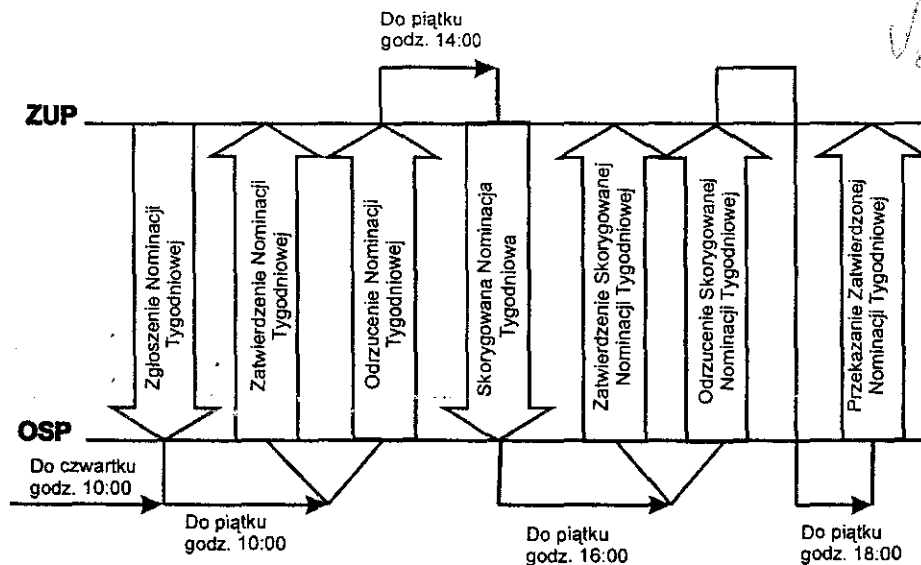 Do piątku
godz. 14:00
ZUP
Zgłoszenie Nominacji
Tygodniowej
Zatwierdzenie Nominacji
Tygodniowej
Odrzucenie Nominacji
Tygodniowej
Skorygowana Nominacja
Tygodniowa
Zatwierdzenie Skorygowanej
Nominacji Tygodniowej
Odrzucenie Skorygowanej
Nominacji Tygodniowej
Przekazanie Zatwierdzonej
Nominacji Tygodniowej
OSP
Do czwartku
godz. 10:00
Do piątku
godz. 10:00
Do piątku
godz. 16:00
Do piątku
godz. 18:00